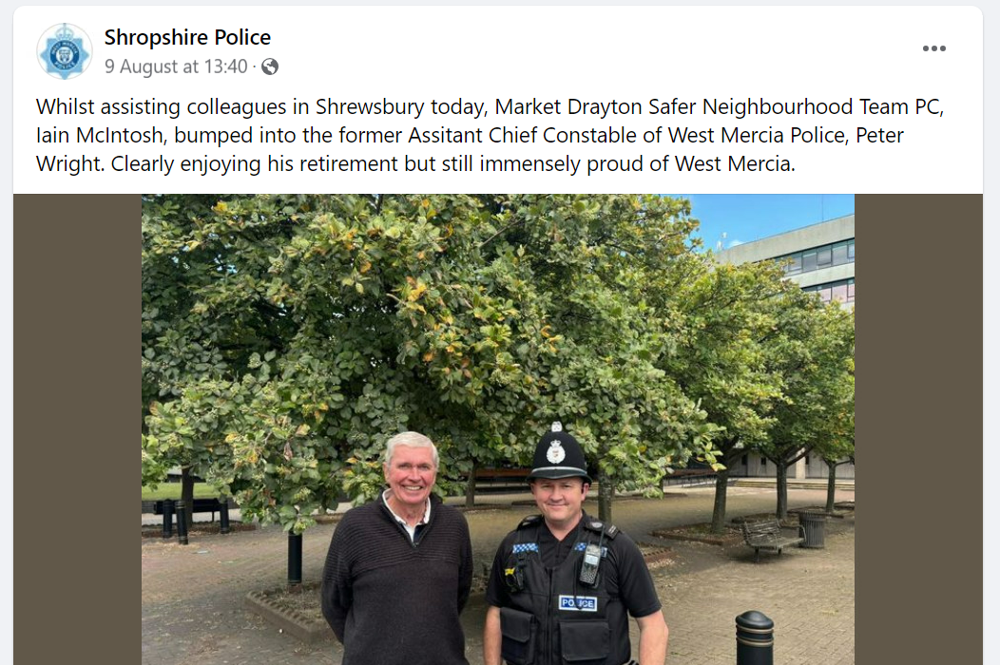 Shropshire Police
9 August at 13:40 ·
Whilst assisting colleagues in Shrewsbury today, Market Drayton Safer Neighbourhood Team PC,
Iain McIntosh, bumped into the former Assitant Chief Constable of West Mercia Police, Peter
Wright. Clearly enjoying his retirement but still immensely proud of West Mercia.
POLICE